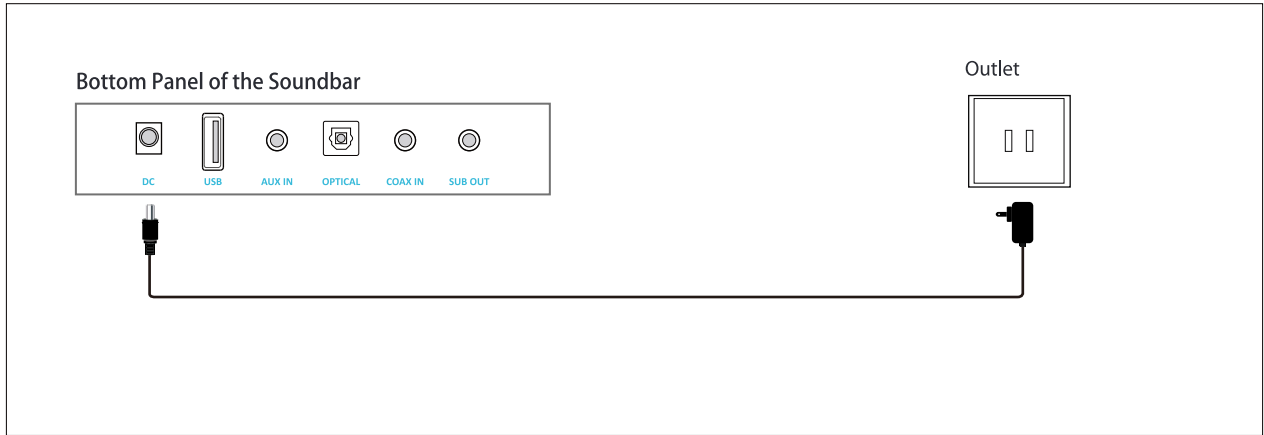 Bottom Panel of the Soundbar
Outlet
DC USB AUX IN OPTICAL COAX IN SUB OUT